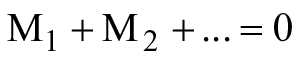 M₁ + M₂ + ... = 0